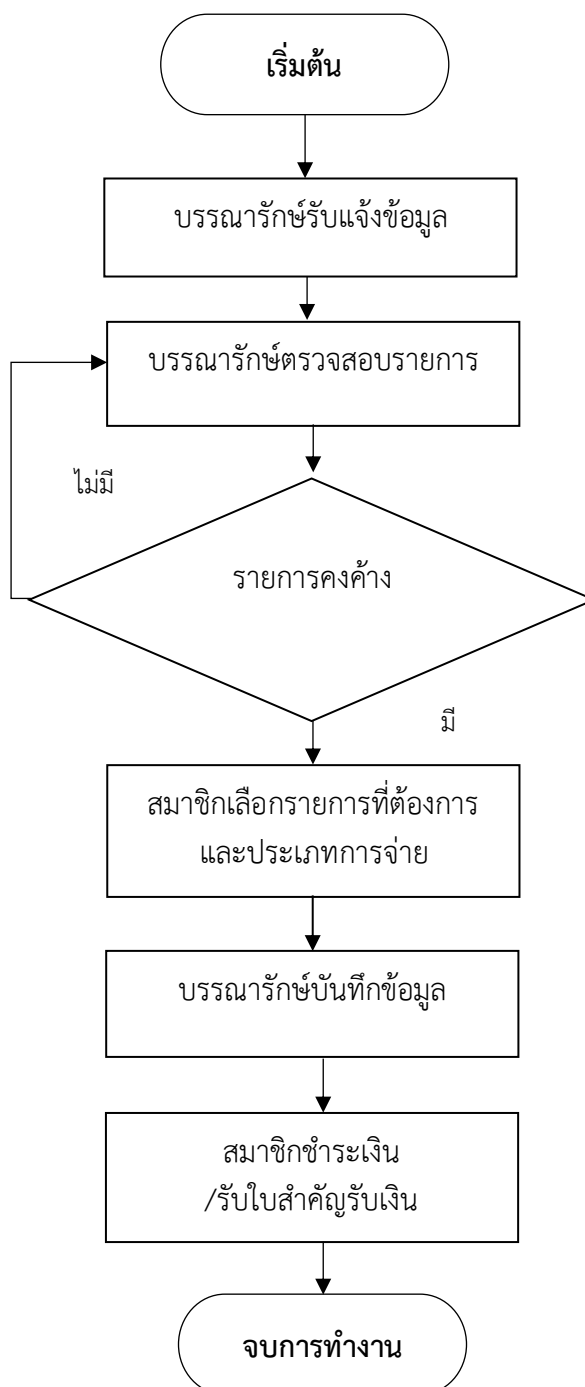 เริ่มต้น
บรรณารักษ์รับแจ้งข้อมูล
บรรณารักษ์ตรวจสอบรายการ
ไม่มี
รายการคงค้าง
มี
สมาชิกเลือกรายการที่ต้องการ
และประเภทการจ่าย
บรรณารักษ์บันทึกข้อมูล
สมาชิกชำระเงิน
/รับใบสำคัญรับเงิน
จบการทำงาน